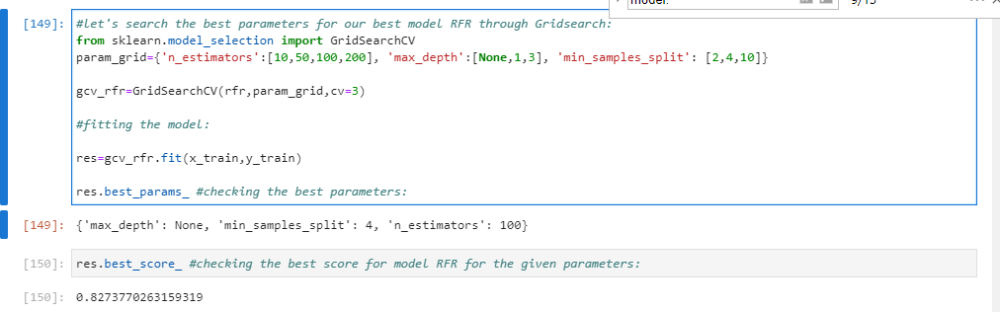 model.
9/15
[149]: #let's search the best parameters for our best model RFR through Gridsearch:
from sklearn.model_selection import GridSearchCV
param_grid={'n_estimators':[10,50,100,200], 'max_depth':[None,1,3], 'min_samples_split': [2,4,10]}
gcv_rfr=GridSearchCV(rfr,param_grid,cv=3)
#fitting the model:
res=gcv_rfr.fit(x_train,y_train)
res.best_params_ #checking the best parameters:
[149]: {'max_depth': None, 'min_samples_split': 4, 'n_estimators': 100}
[150]: res.best_score_ #checking the best score for model RFR for the given parameters:
[150]: 0.8273770263159319